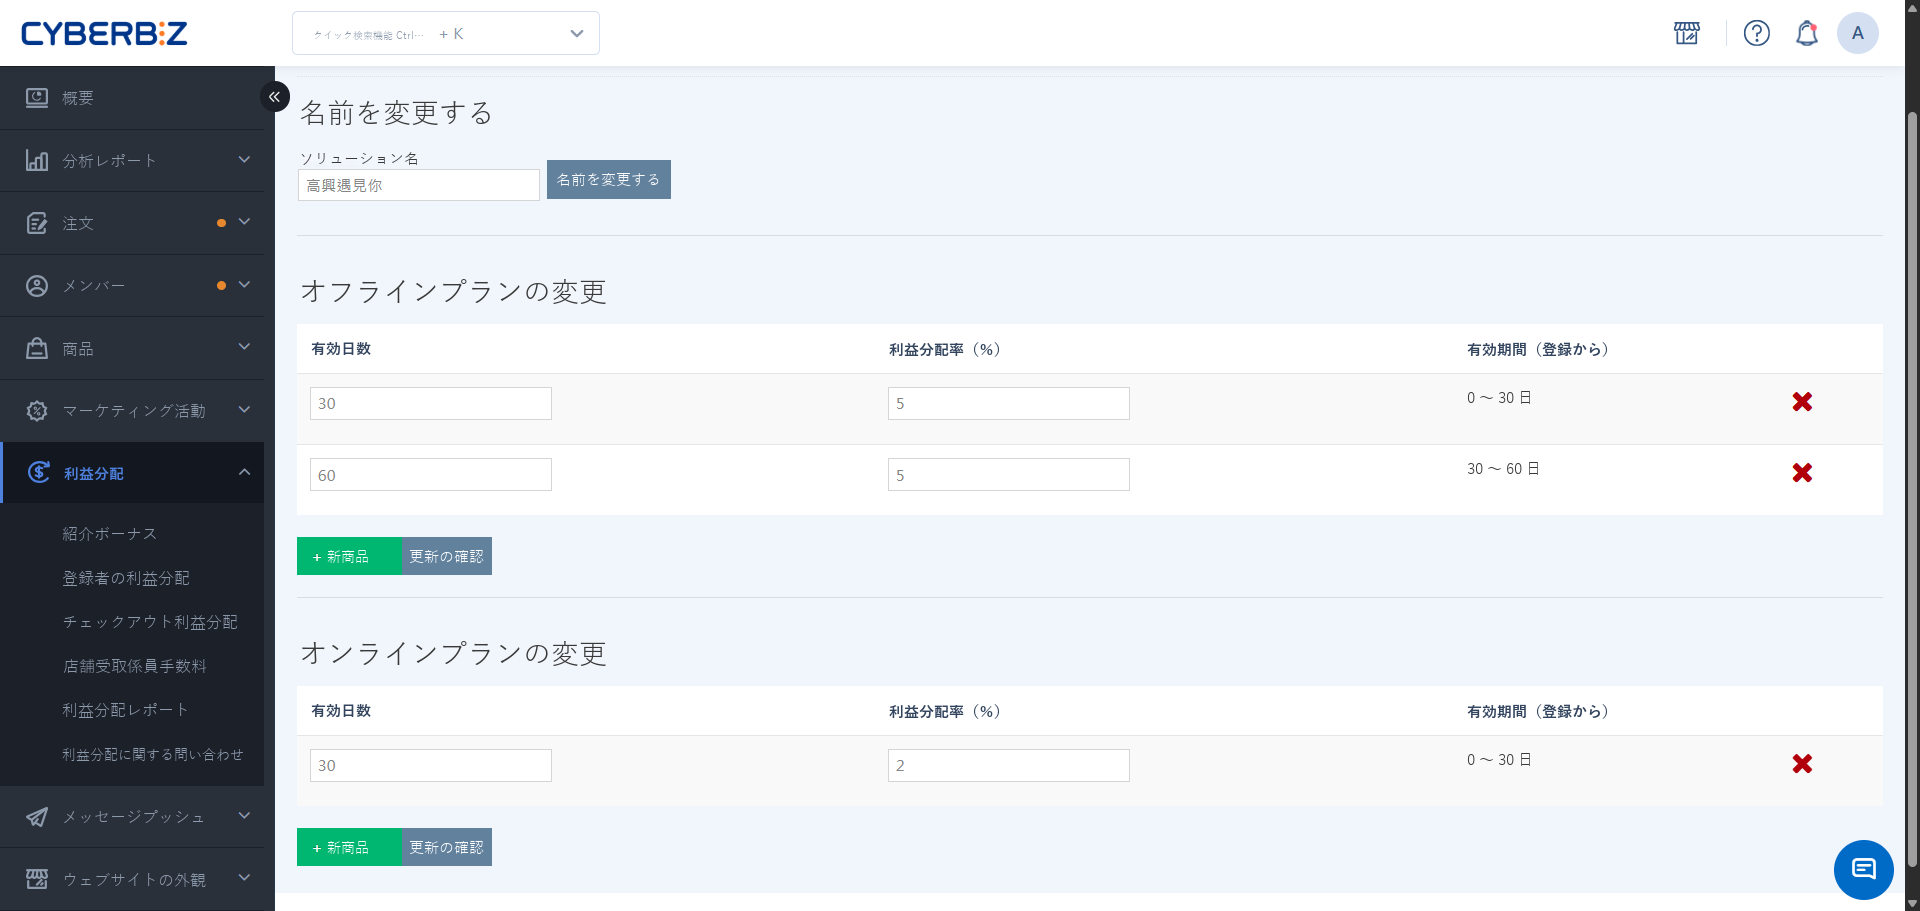 CYBERBIZ
クイック検索機能 Ctrl… + K
A
概要
分析レポート
注文
メンバー
商品
マーケティング活動
利益分配
紹介ボーナス
登録者の利益分配
チェックアウト利益分配
店舗受取係員手数料
利益分配レポート
利益分配に関する問い合わせ
メッセージプッシュ
ウェブサイトの外観
名前を変更する
ソリューション名
高興遇見你
名前を変更する
オフラインプランの変更
有効日数 利益分配率（%） 有効期間（登録から）
30 5 0 〜 30 日
60 5 30 〜 60 日
+ 新商品 更新の確認
オンラインプランの変更
有効日数 利益分配率（%） 有効期間（登録から）
30 2 0 〜 30 日
+ 新商品 更新の確認